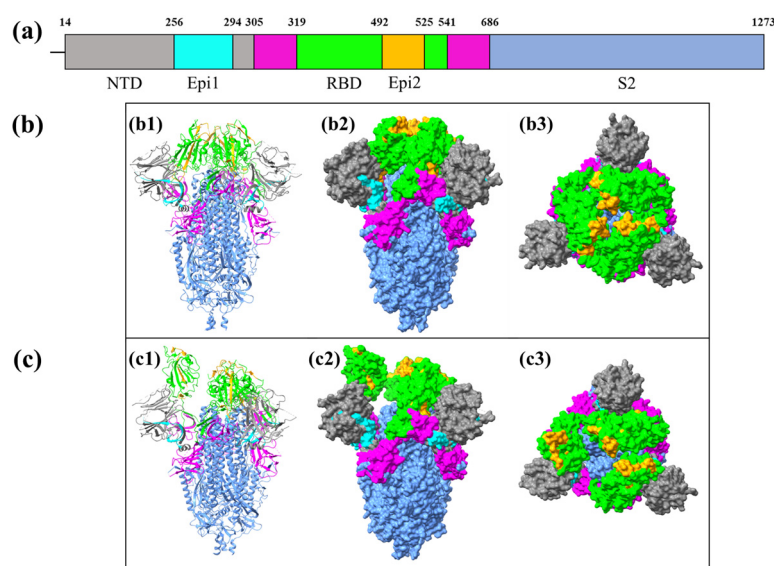 (a)
14 256 294 305 319 492 525 541 686 1273
NTD Epi1 RBD Epi2 S2
(b)
(b1) (b2) (b3)
(c)
(c1) (c2) (c3)